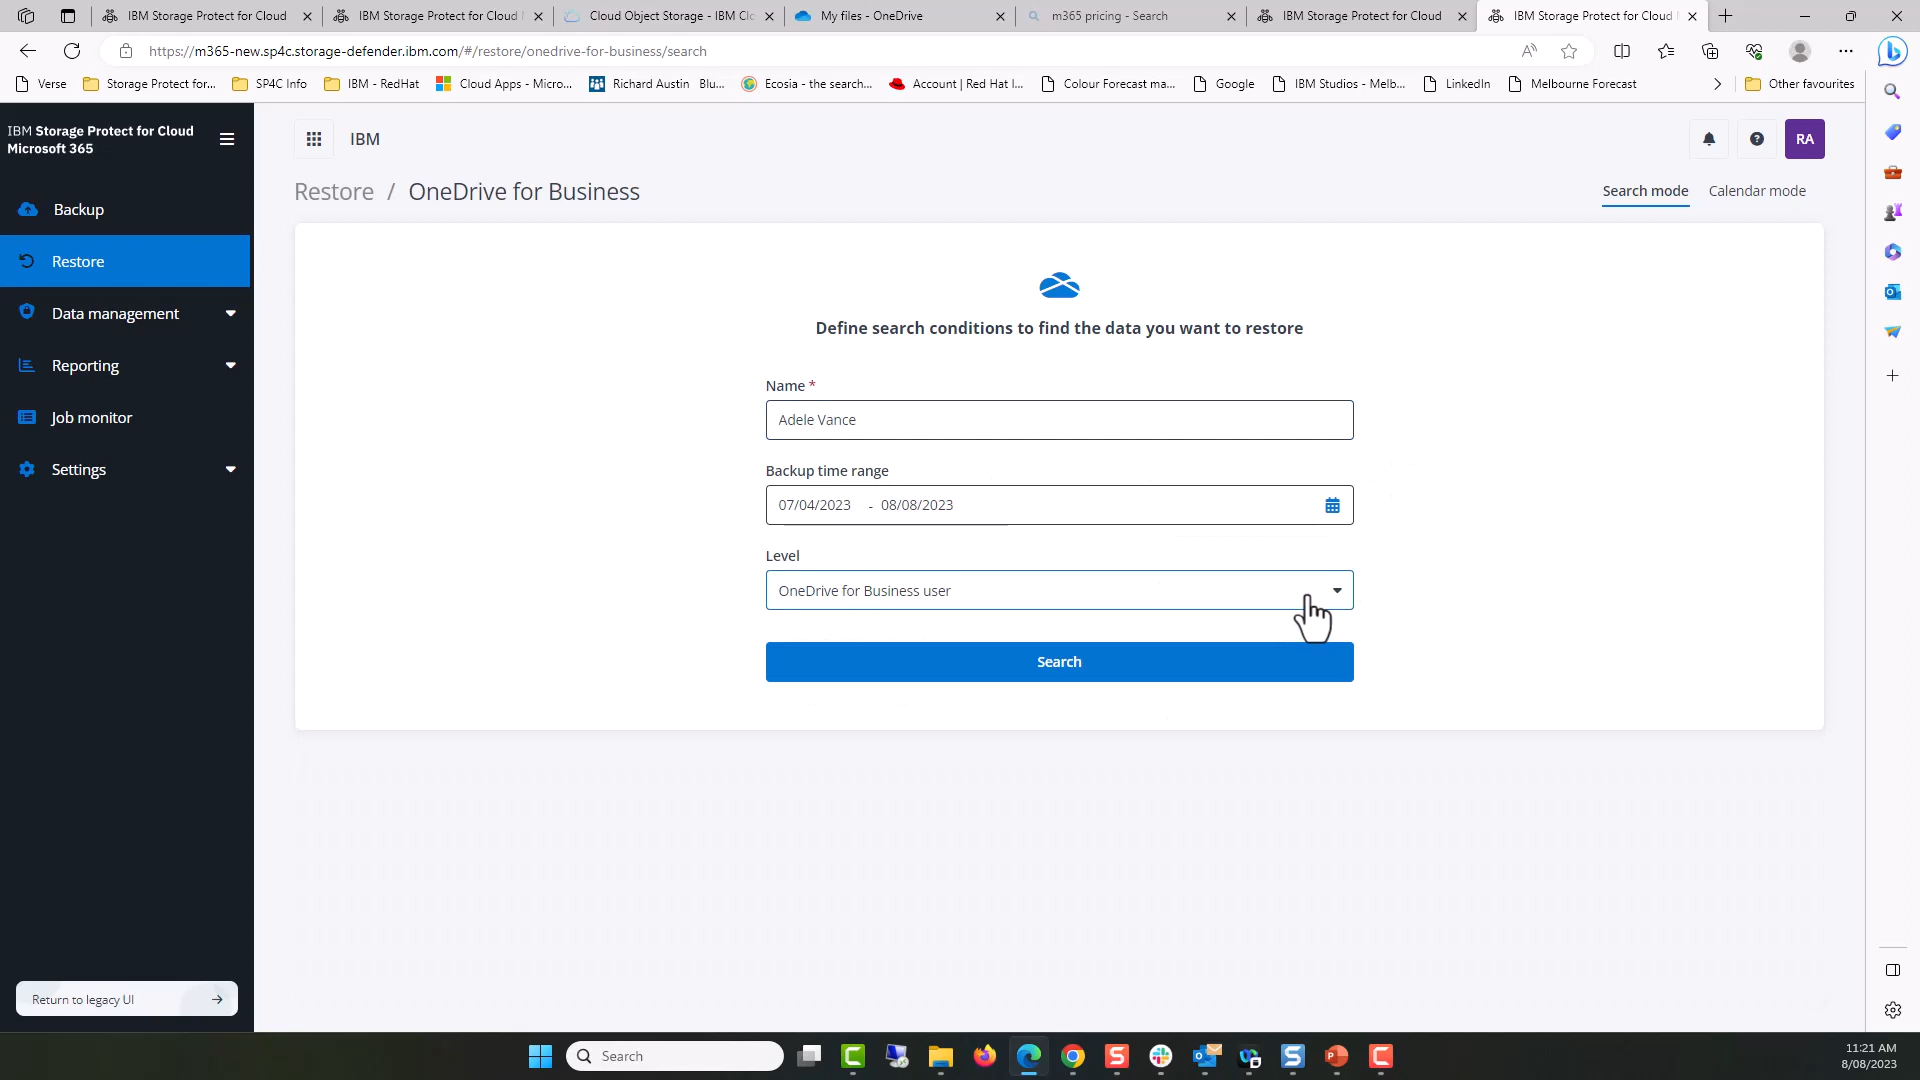 IBM Storage Protect for Cloud
IBM Storage Protect for Cloud
Cloud Object Storage - IBM Clc
My files - OneDrive
m365 pricing - Search
IBM Storage Protect for Cloud
IBM Storage Protect for Cloud
https://m365-new.sp4c.storage-defender.ibm.com/#/restore/onedrive-for-business/search
Verse
Storage Protect for...
SP4C Info
IBM - RedHat
Cloud Apps - Micro...
Richard Austin Blu...
Ecosia - the search...
Account | Red Hat I...
Colour Forecast ma...
Google
IBM Studios - Melb...
LinkedIn
Melbourne Forecast
Other favourites
IBM Storage Protect for Cloud
Microsoft 365
IBM
RA
Restore / OneDrive for Business
Search mode
Calendar mode
Backup
Restore
Data management
Reporting
Job monitor
Settings
Define search conditions to find the data you want to restore
Name *
Adele Vance
Backup time range
07/04/2023 - 08/08/2023
Level
OneDrive for Business user
Search
Return to legacy UI
Search
11:21 AM
8/08/2023